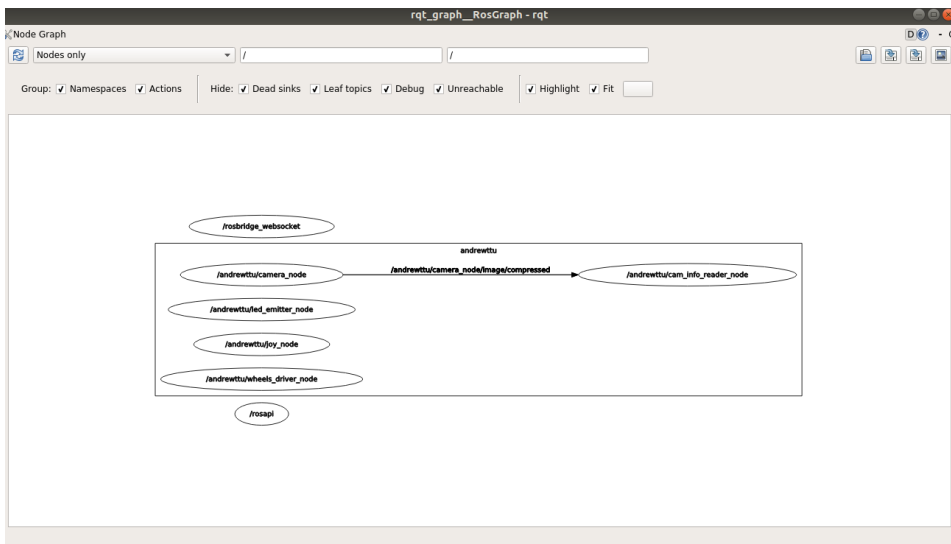 rqt_graph__RosGraph - rqt
Node Graph
D
Nodes only
/
/
Group: Namespaces Actions Hide: Dead sinks Leaf topics Debug Unreachable Highlight Fit
/rosbridge_websocket
andrewttu
/andrewttu/camera_node /andrewttu/camera_node/image/compressed /andrewttu/cam_info_reader_node
/andrewttu/led_emitter_node
/andrewttu/joy_node
/andrewttu/wheels_driver_node
/rosapi